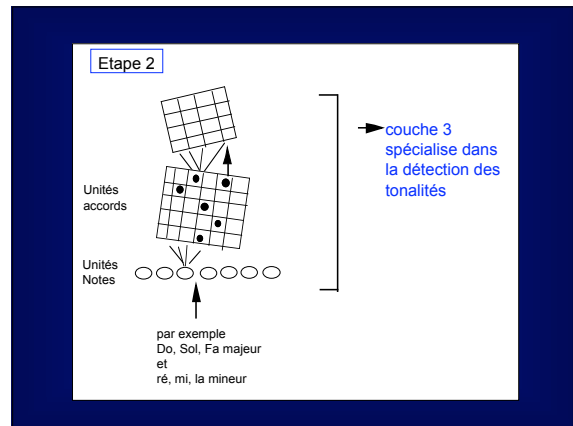 Etape 2
couche 3
spécialise dans
la détection des
tonalités
Unités
accords
Unités
Notes
par exemple
Do, Sol, Fa majeur
et
ré, mi, la mineur